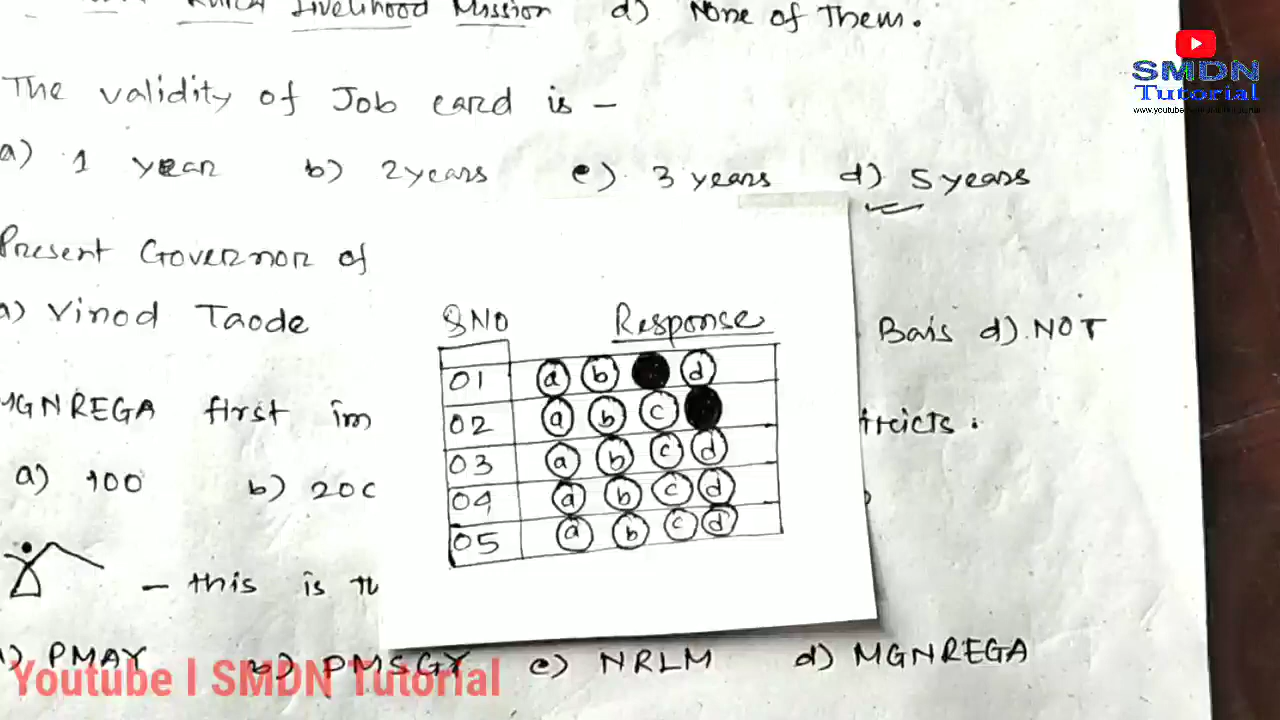 Livelihood Mission d) None of Them.
SMDN
Tutorial
The validity of Job card is -
a) 1 year b) 2 years c) 3 years d) 5 years
Present Governor of
a) Vinod Taode Bais d) NOT
SNO Response
01 a b d
02 a b c
03 a b c d
04 a b c d
05 a b c d
MGNREGA first im tricts:
a) 100 b) 20
- this is
a) PMAY b) PMSGY c) NRLM d) MGNREGA
Youtube l SMDN Tutorial